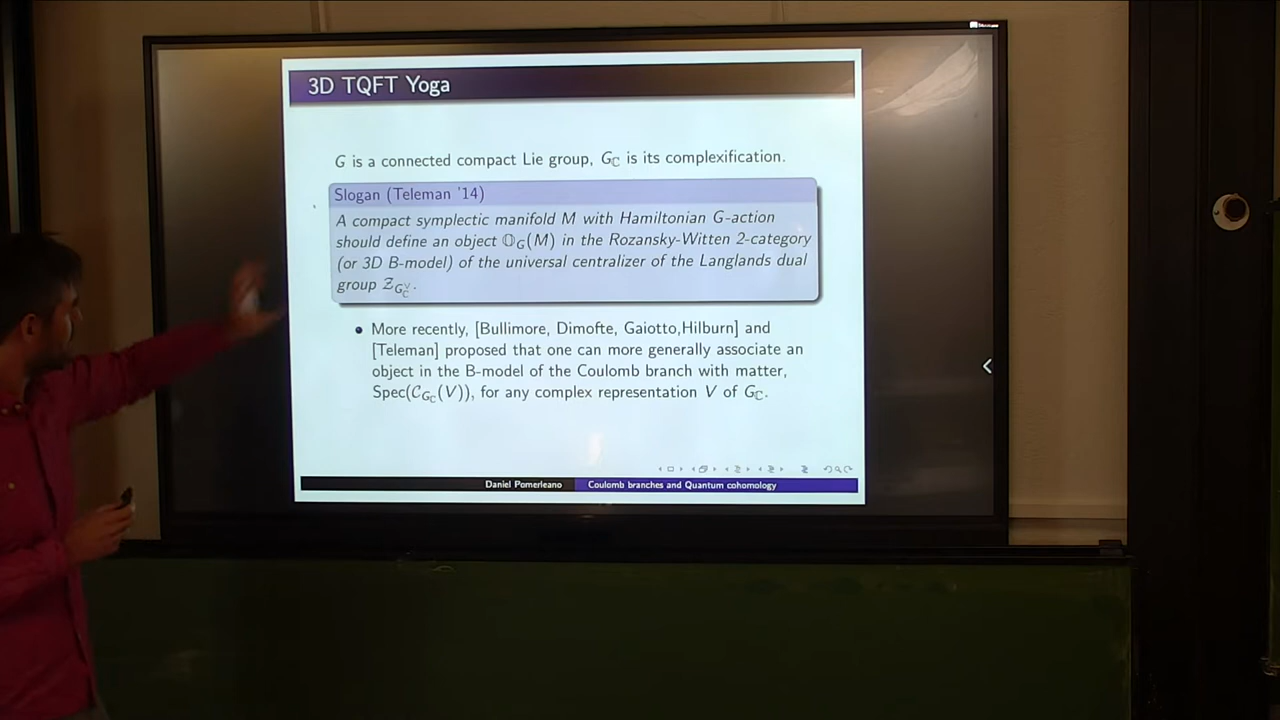 3D TQFT Yoga
G is a connected compact Lie group, G_ℂ is its complexification.
Slogan (Teleman '14)
A compact symplectic manifold M with Hamiltonian G-action
should define an object 𝕆_G(M) in the Rozansky-Witten 2-category
(or 3D B-model) of the universal centralizer of the Langlands dual
group Z_{G_ℂ^∨}.
• More recently, [Bullimore, Dimofte, Gaiotto,Hilburn] and
[Teleman] proposed that one can more generally associate an
object in the B-model of the Coulomb branch with matter,
Spec(C_{G_ℂ}(V)), for any complex representation V of G_ℂ.
Daniel Pomerleano Coulomb branches and Quantum cohomology